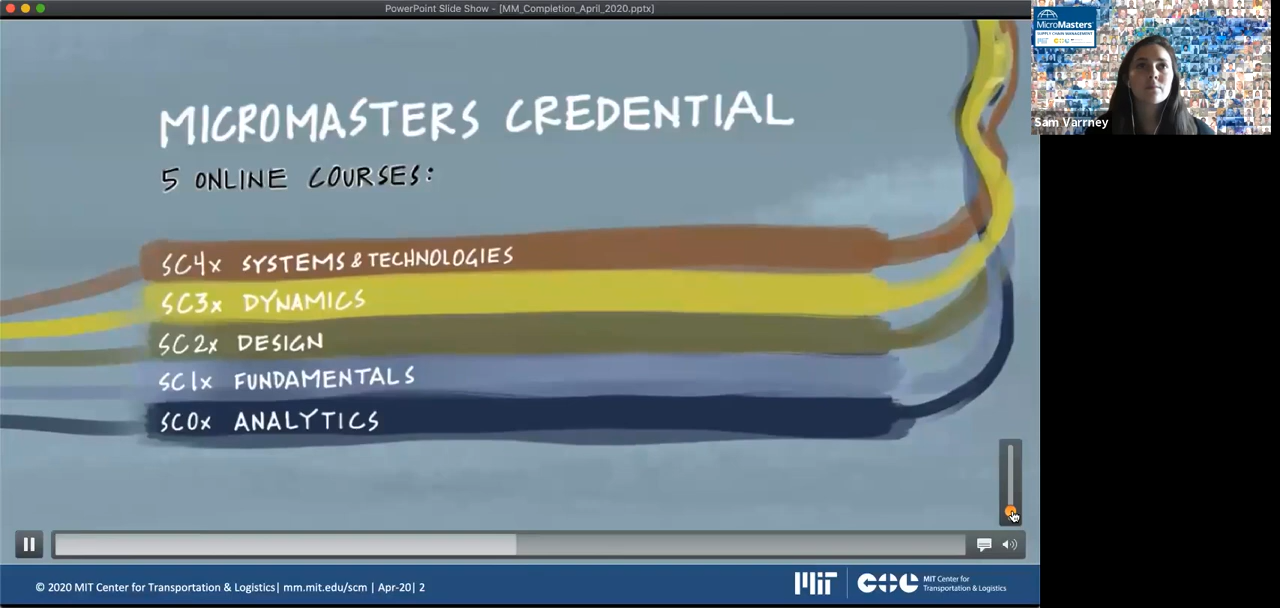 PowerPoint Slide Show - [MM_Completion_April_2020.pptx]
MicroMasters
SUPPLY CHAIN MANAGEMENT
Sam Varrney
MICROMASTERS CREDENTIAL
5 ONLINE COURSES:
SC4x SYSTEMS & TECHNOLOGIES
SC3x DYNAMICS
SC2x DESIGN
SC1x FUNDAMENTALS
SC0x ANALYTICS
© 2020 MIT Center for Transportation & Logistics| mm.mit.edu/scm | Apr-20| 2
MIT
CTL
MIT Center for
Transportation & Logistics